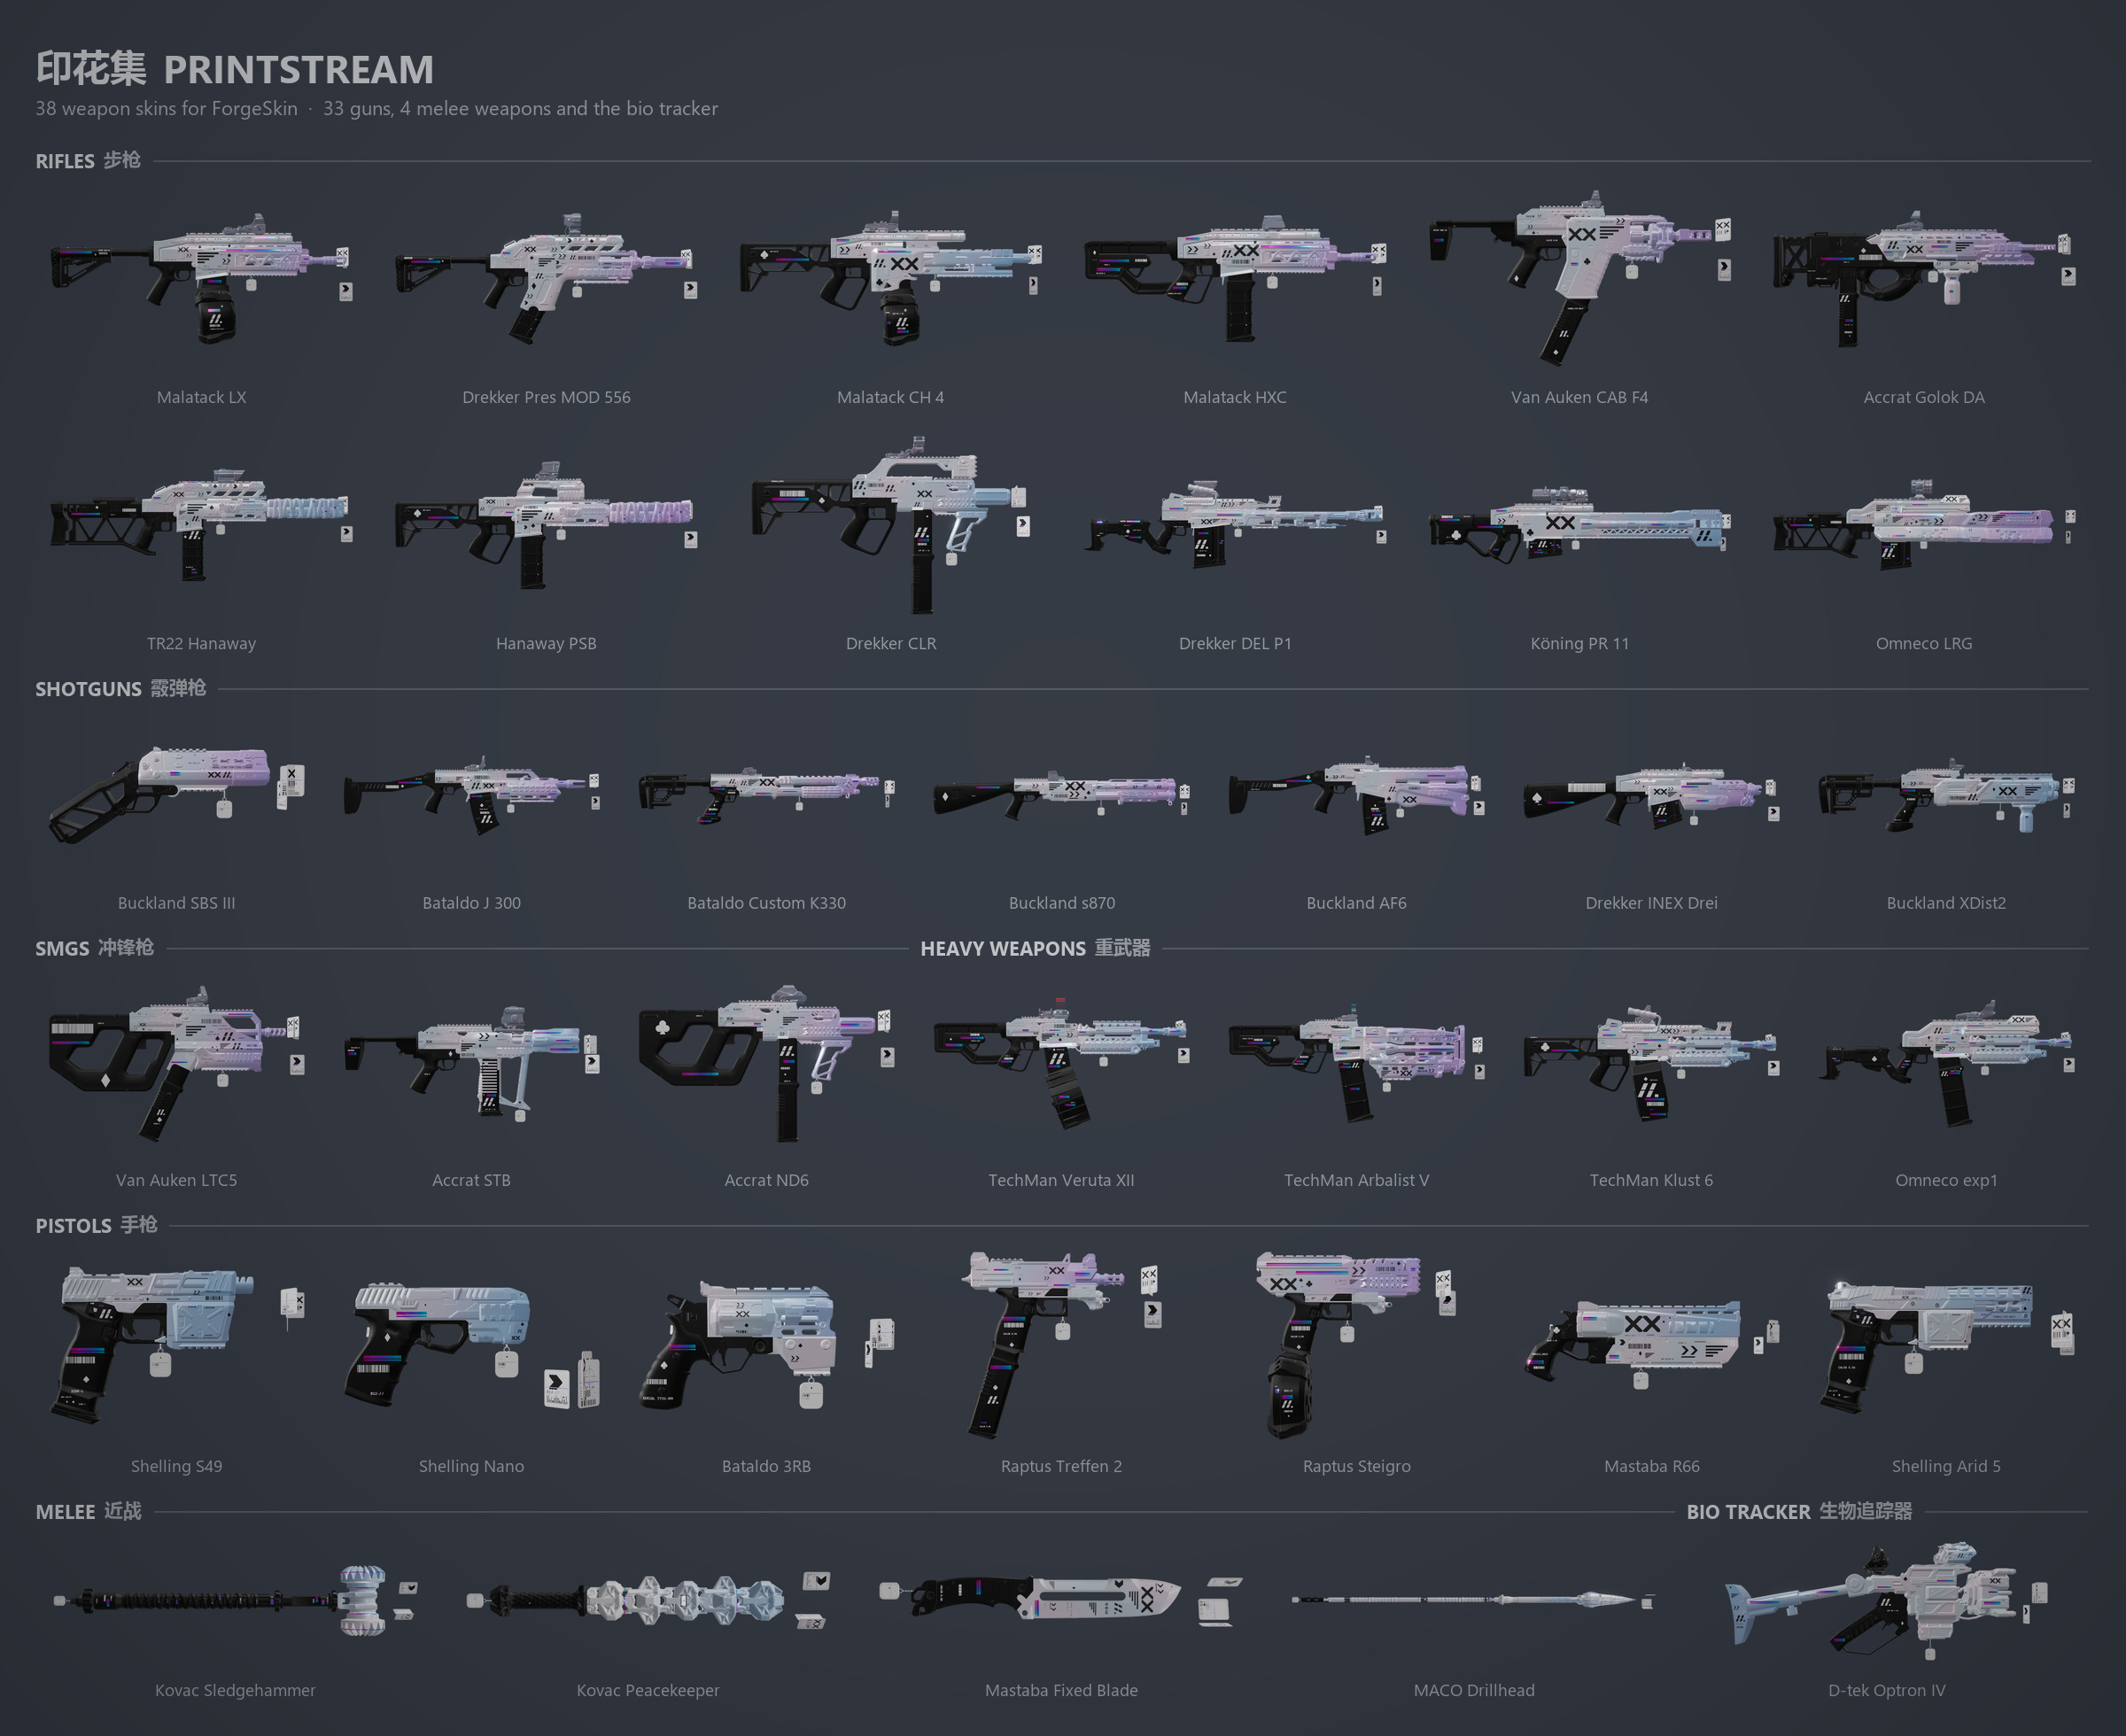 印花集 PRINTSTREAM
38 weapon skins for ForgeSkin · 33 guns, 4 melee weapons and the bio tracker
RIFLES 步枪
Malatack LX
Drekker Pres MOD 556
Malatack CH 4
Malatack HXC
Van Auken CAB F4
Accrat Golok DA
TR22 Hanaway
Hanaway PSB
Drekker CLR
Drekker DEL P1
Köning PR 11
Omneco LRG
SHOTGUNS 霰弹枪
Buckland SBS III
Bataldo J 300
Bataldo Custom K330
Buckland s870
Buckland AF6
Drekker INEX Drei
Buckland XDist2
SMGS 冲锋枪
HEAVY WEAPONS 重武器
Van Auken LTC5
Accrat STB
Accrat ND6
TechMan Veruta XII
TechMan Arbalist V
TechMan Klust 6
Omneco exp1
PISTOLS 手枪
Shelling S49
Shelling Nano
Bataldo 3RB
Raptus Treffen 2
Raptus Steigro
Mastaba R66
Shelling Arid 5
MELEE 近战
BIO TRACKER 生物追踪器
Kovac Sledgehammer
Kovac Peacekeeper
Mastaba Fixed Blade
MACO Drillhead
D-tek Optron IV